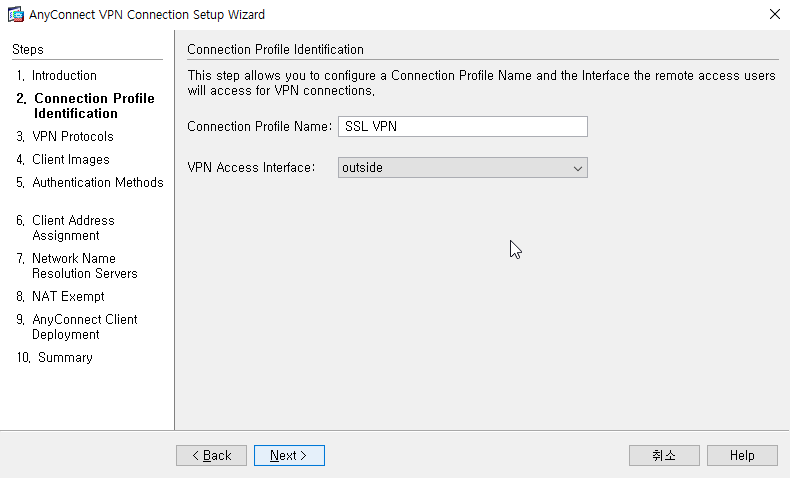 AnyConnect VPN Connection Setup Wizard
Steps
1. Introduction
2. Connection Profile
Identification
3. VPN Protocols
4. Client Images
5. Authentication Methods
6. Client Address
Assignment
7. Network Name
Resolution Servers
8. NAT Exempt
9. AnyConnect Client
Deployment
10. Summary
Connection Profile Identification
This step allows you to configure a Connection Profile Name and the Interface the remote access users
will access for VPN connections.
Connection Profile Name: SSL VPN
VPN Access Interface: outside
< Back Next > 취소 Help